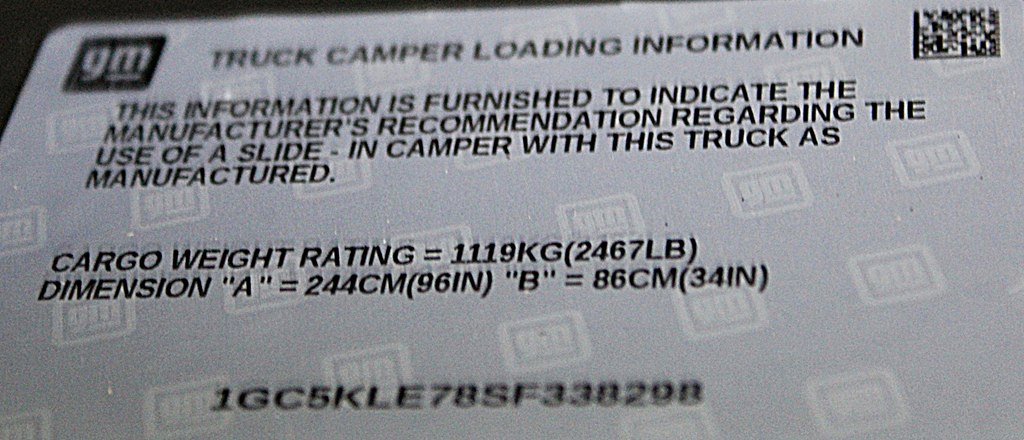 gm
TRUCK CAMPER LOADING INFORMATION
THIS INFORMATION IS FURNISHED TO INDICATE THE
MANUFACTURER'S RECOMMENDATION REGARDING THE
USE OF A SLIDE - IN CAMPER WITH THIS TRUCK AS
MANUFACTURED.
CARGO WEIGHT RATING = 1119KG(2467LB)
DIMENSION "A" = 244CM(96IN) "B" = 86CM(34IN)
1GC5KLE78SF338298